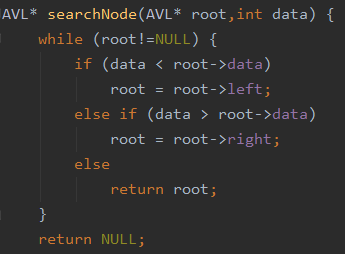 AVL* searchNode(AVL* root,int data) {
while (root!=NULL) {
if (data < root->data)
root = root->left;
else if (data > root->data)
root = root->right;
else
return root;
}
return NULL;